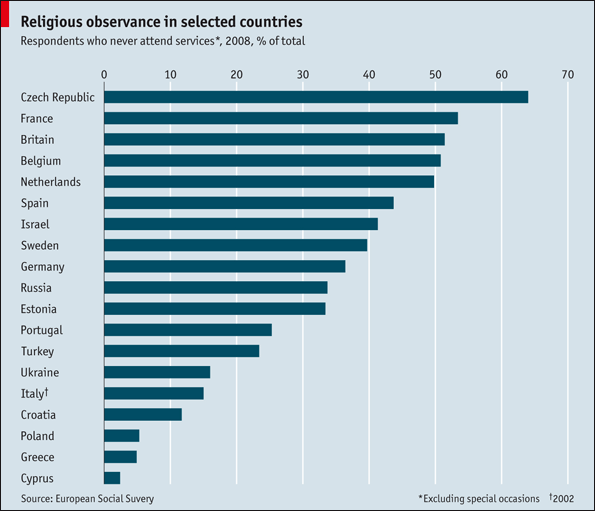 Religious observance in selected countries
Respondents who never attend services*, 2008, % of total
0 10 20 30 40 50 60 70
Czech Republic
France
Britain
Belgium
Netherlands
Spain
Israel
Sweden
Germany
Russia
Estonia
Portugal
Turkey
Ukraine
Italy†
Croatia
Poland
Greece
Cyprus
Source: European Social Suvery *Excluding special occasions †2002